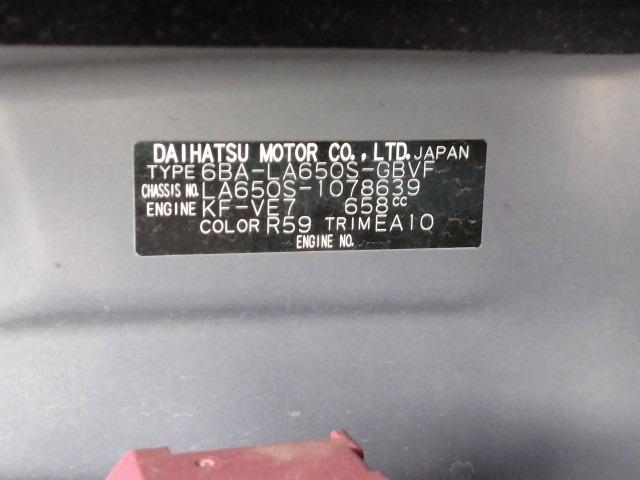 DAIHATSU MOTOR CO., LTD. JAPAN
TYPE 6BA-LA650S-GBVF
CHASSIS NO. LA650S-1078639
ENGINE KF-VE7 658cc
COLOR R59 TRIM EA10
ENGINE NO.